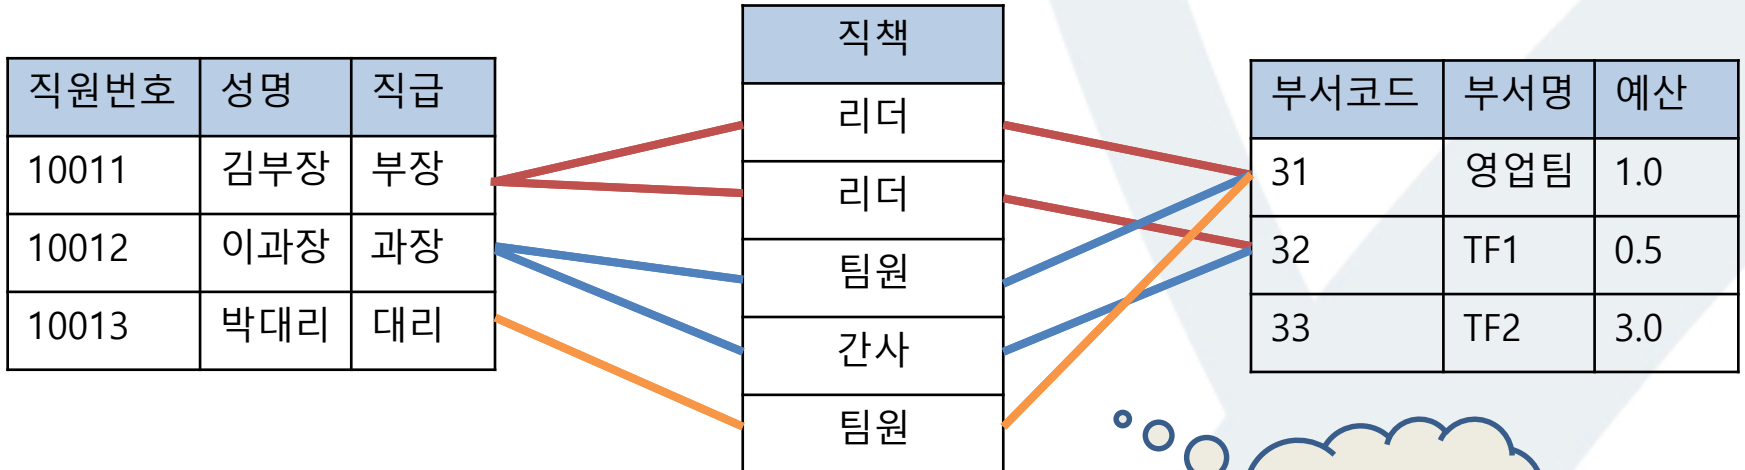 직원번호 성명 직급
10011 김부장 부장
10012 이과장 과장
10013 박대리 대리
직책
리더
리더
팀원
간사
팀원
부서코드 부서명 예산
31 영업팀 1.0
32 TF1 0.5
33 TF2 3.0